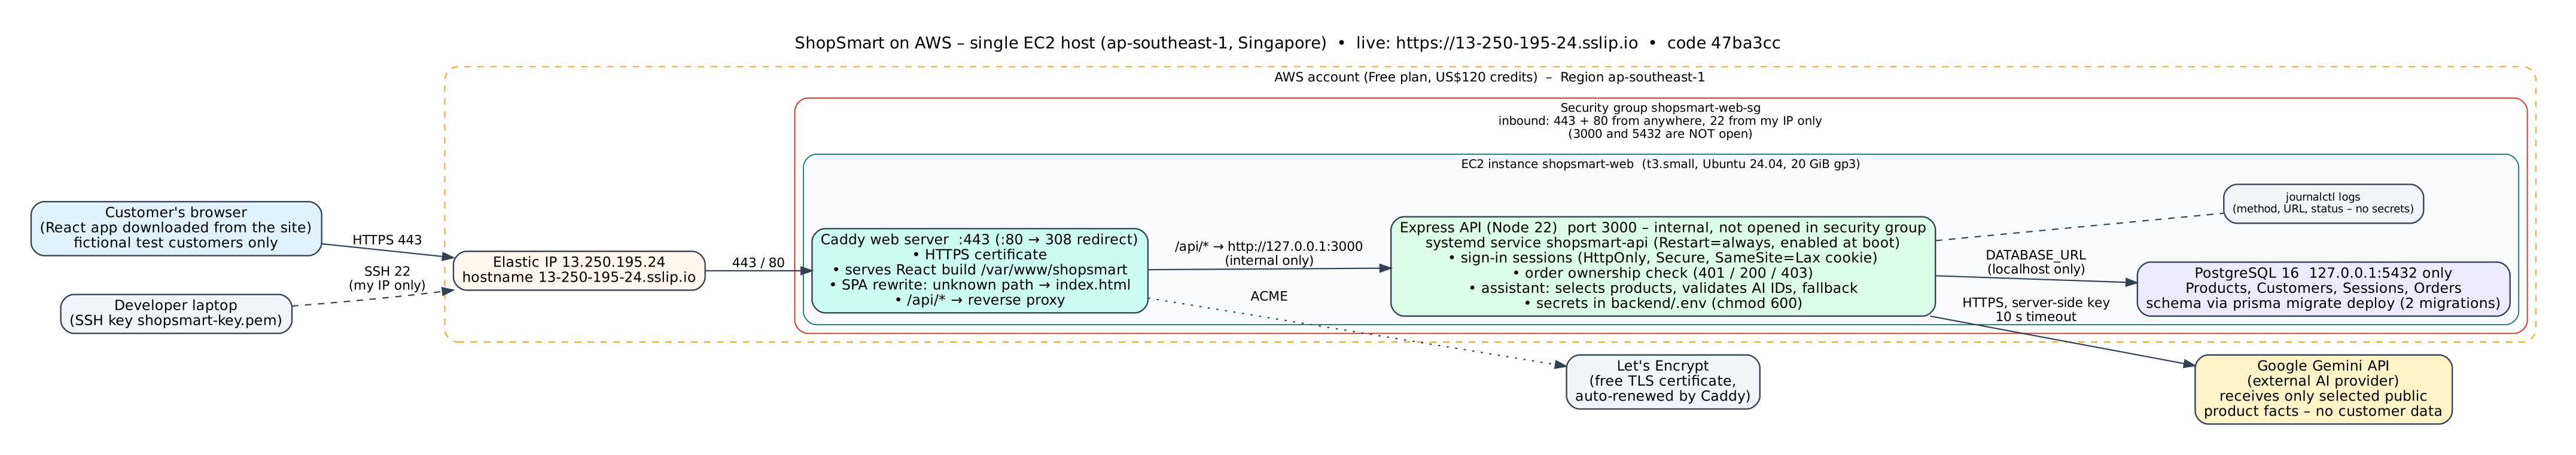 ShopSmart on AWS – single EC2 host (ap-southeast-1, Singapore) • live: https://13-250-195-24.sslip.io • code 47ba3cc
AWS account (Free plan, US$120 credits) – Region ap-southeast-1
Security group shopsmart-web-sg
inbound: 443 + 80 from anywhere, 22 from my IP only
(3000 and 5432 are NOT open)
EC2 instance shopsmart-web (t3.small, Ubuntu 24.04, 20 GiB gp3)
Customer's browser
(React app downloaded from the site)
fictional test customers only
HTTPS 443
Developer laptop
(SSH key shopsmart-key.pem)
SSH 22
(my IP only)
Elastic IP 13.250.195.24
hostname 13-250-195-24.sslip.io
443 / 80
Caddy web server :443 (:80 → 308 redirect)
• HTTPS certificate
• serves React build /var/www/shopsmart
• SPA rewrite: unknown path → index.html
• /api/* → reverse proxy
/api/* → http://127.0.0.1:3000
(internal only)
ACME
Express API (Node 22) port 3000 – internal, not opened in security group
systemd service shopsmart-api (Restart=always, enabled at boot)
• sign-in sessions (HttpOnly, Secure, SameSite=Lax cookie)
• order ownership check (401 / 200 / 403)
• assistant: selects products, validates AI IDs, fallback
• secrets in backend/.env (chmod 600)
journalctl logs
(method, URL, status – no secrets)
DATABASE_URL
(localhost only)
PostgreSQL 16 127.0.0.1:5432 only
Products, Customers, Sessions, Orders
schema via prisma migrate deploy (2 migrations)
HTTPS, server-side key
10 s timeout
Let's Encrypt
(free TLS certificate,
auto-renewed by Caddy)
Google Gemini API
(external AI provider)
receives only selected public
product facts – no customer data